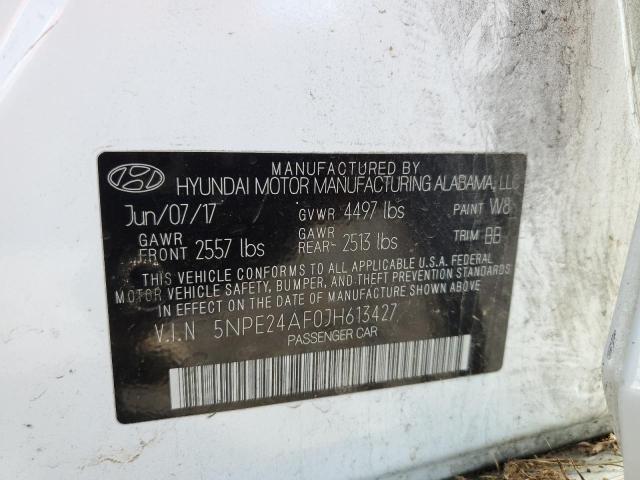 MANUFACTURED BY
HYUNDAI MOTOR MANUFACTURING ALABAMA, LLC
Jun/07/17 GVWR 4497 lbs PAINT W8
GAWR FRONT 2557 lbs GAWR REAR 2513 lbs TRIM BB
THIS VEHICLE CONFORMS TO ALL APPLICABLE U.S.A. FEDERAL
MOTOR VEHICLE SAFETY, BUMPER, AND THEFT PREVENTION STANDARDS
IN EFFECT ON THE DATE OF MANUFACTURE SHOWN ABOVE.
V.I.N 5NPE24AF0JH613427
PASSENGER CAR